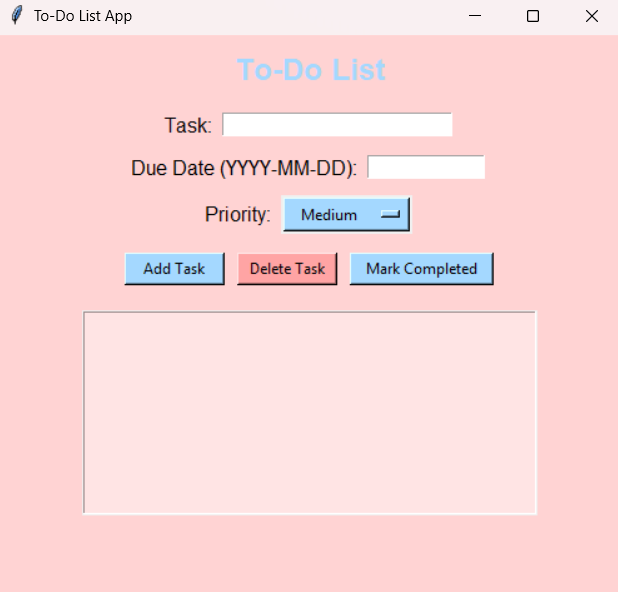 To-Do List App
To-Do List
Task:
Due Date (YYYY-MM-DD):
Priority: Medium
Add Task Delete Task Mark Completed